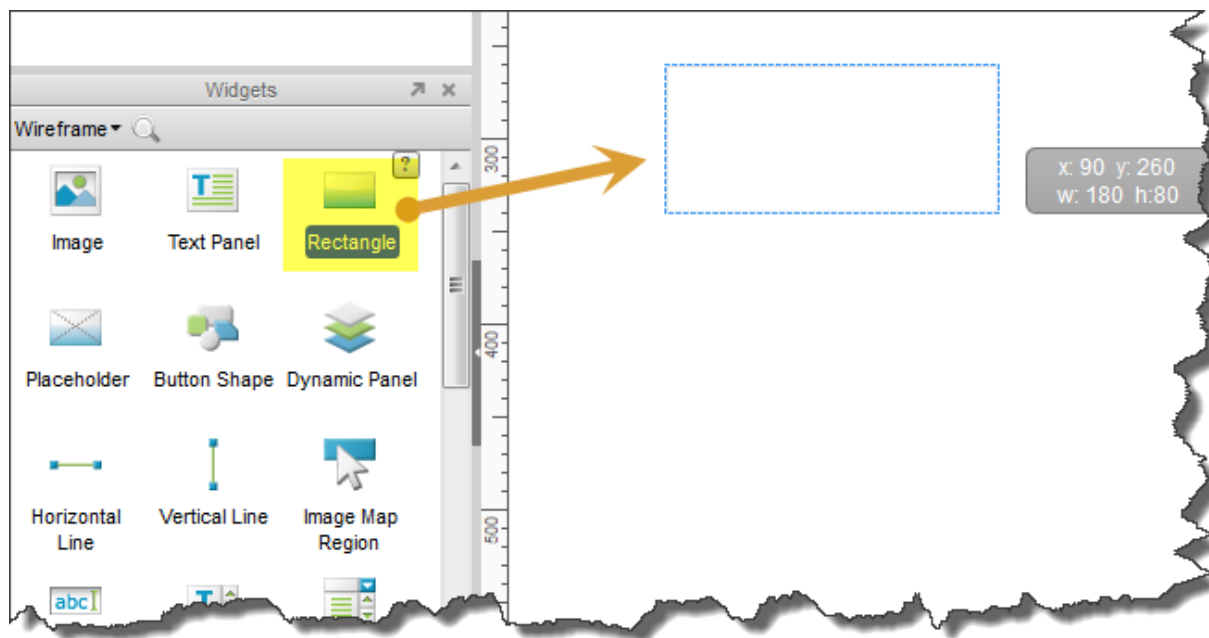 Widgets
Wireframe
?
Image
Text Panel
Rectangle
Placeholder
Button Shape
Dynamic Panel
Horizontal
Line
Vertical Line
Image Map
Region
abc
T
300
400
500
x: 90 y: 260
w: 180 h:80